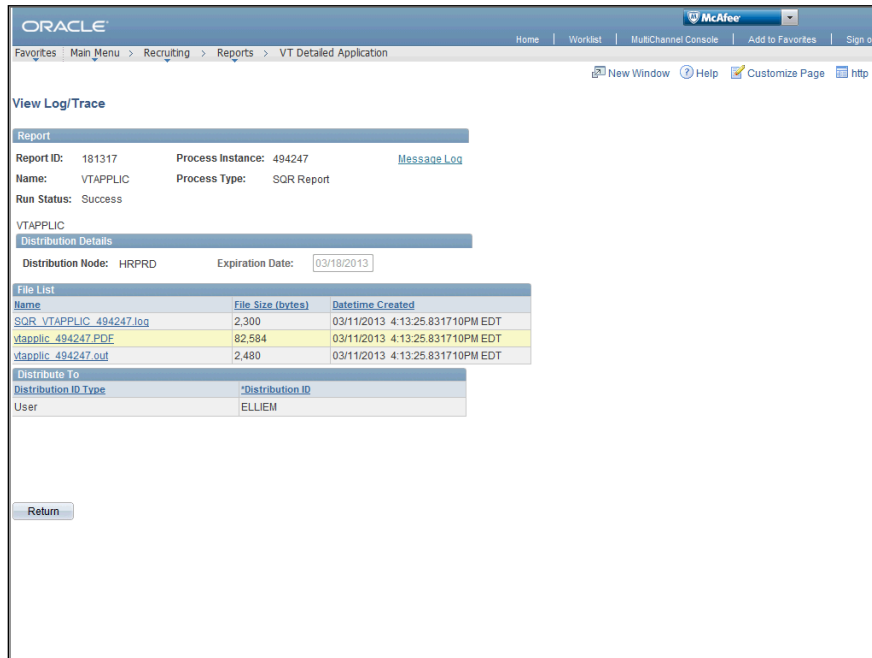 McAfee
ORACLE
Home | Worklist | MultiChannel Console | Add to Favorites | Sign o
Favorites Main Menu > Recruiting > Reports > VT Detailed Application
New Window Help Customize Page http
View Log/Trace
Report
Report ID: 181317 Process Instance: 494247 Message Log
Name: VTAPPLIC Process Type: SQR Report
Run Status: Success
VTAPPLIC
Distribution Details
Distribution Node: HRPRD Expiration Date: 03/18/2013
File List
Name File Size (bytes) Datetime Created
SQR_VTAPPLIC_494247.log 2,300 03/11/2013 4:13:25.831710PM EDT
vtapplic_494247.PDF 82,584 03/11/2013 4:13:25.831710PM EDT
vtapplic_494247.out 2,480 03/11/2013 4:13:25.831710PM EDT
Distribute To
Distribution ID Type *Distribution ID
User ELLIEM
Return